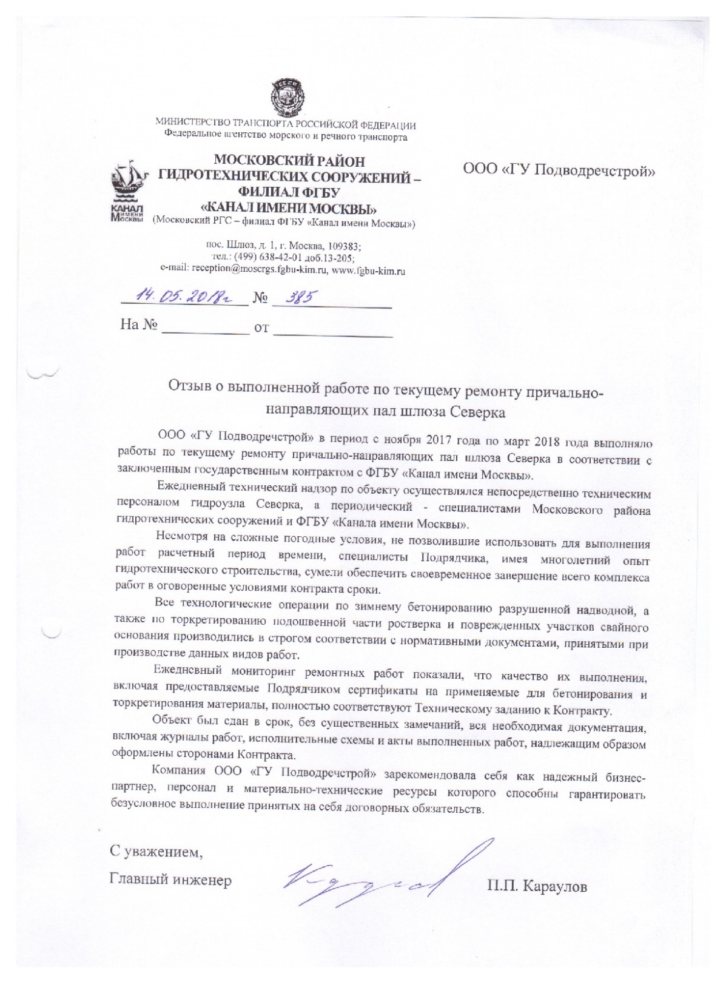 СССР
МИНИСТЕРСТВО ТРАНСПОРТА РОССИЙСКОЙ ФЕДЕРАЦИИ
Федеральное агентство морского и речного транспорта
МОСКОВСКИЙ РАЙОН
ГИДРОТЕХНИЧЕСКИХ СООРУЖЕНИЙ –
ФИЛИАЛ ФГБУ
«КАНАЛ ИМЕНИ МОСКВЫ»
(Московский РГС – филиал ФГБУ «Канал имени Москвы»)
КАНАЛ
ИМЕНИ
МОСКВЫ
ООО «ГУ Подводречстрой»
пос. Шлюз, д. 1, г. Москва, 109383;
тел.: (499) 638-42-01 доб.13-205;
e-mail: reception@moscrgs.fgbu-kim.ru, www.fgbu-kim.ru
14.05.2018г № 385
На № ____________ от ________________
Отзыв о выполненной работе по текущему ремонту причально-
направляющих пал шлюза Северка
ООО «ГУ Подводречстрой» в период с ноября 2017 года по март 2018 года выполняло
работы по текущему ремонту причально-направляющих пал шлюза Северка в соответствии с
заключенным государственным контрактом с ФГБУ «Канал имени Москвы».
Ежедневный технический надзор по объекту осуществлялся непосредственно техническим
персоналом гидроузла Северка, а периодический - специалистами Московского района
гидротехнических сооружений и ФГБУ «Канала имени Москвы».
Несмотря на сложные погодные условия, не позволившие использовать для выполнения
работ расчетный период времени, специалисты Подрядчика, имея многолетний опыт
гидротехнического строительства, сумели обеспечить своевременное завершение всего комплекса
работ в оговоренные условиями контракта сроки.
Все технологические операции по зимнему бетонированию разрушенной надводной, а
также по торкретированию подошвенной части ростверка и поврежденных участков свайного
основания производились в строгом соответствии с нормативными документами, принятыми при
производстве данных видов работ.
Ежедневный мониторинг ремонтных работ показали, что качество их выполнения,
включая предоставляемые Подрядчиком сертификаты на применяемые для бетонирования и
торкретирования материалы, полностью соответствуют Техническому заданию к Контракту.
Объект был сдан в срок, без существенных замечаний, вся необходимая документация,
включая журналы работ, исполнительные схемы и акты выполненных работ, надлежащим образом
оформлены сторонами Контракта.
Компания ООО «ГУ Подводречстрой» зарекомендовала себя как надежный бизнес-
партнер, персонал и материально-технические ресурсы которого способны гарантировать
безусловное выполнение принятых на себя договорных обязательств.
С уважением,
Главный инженер
П.П. Караулов